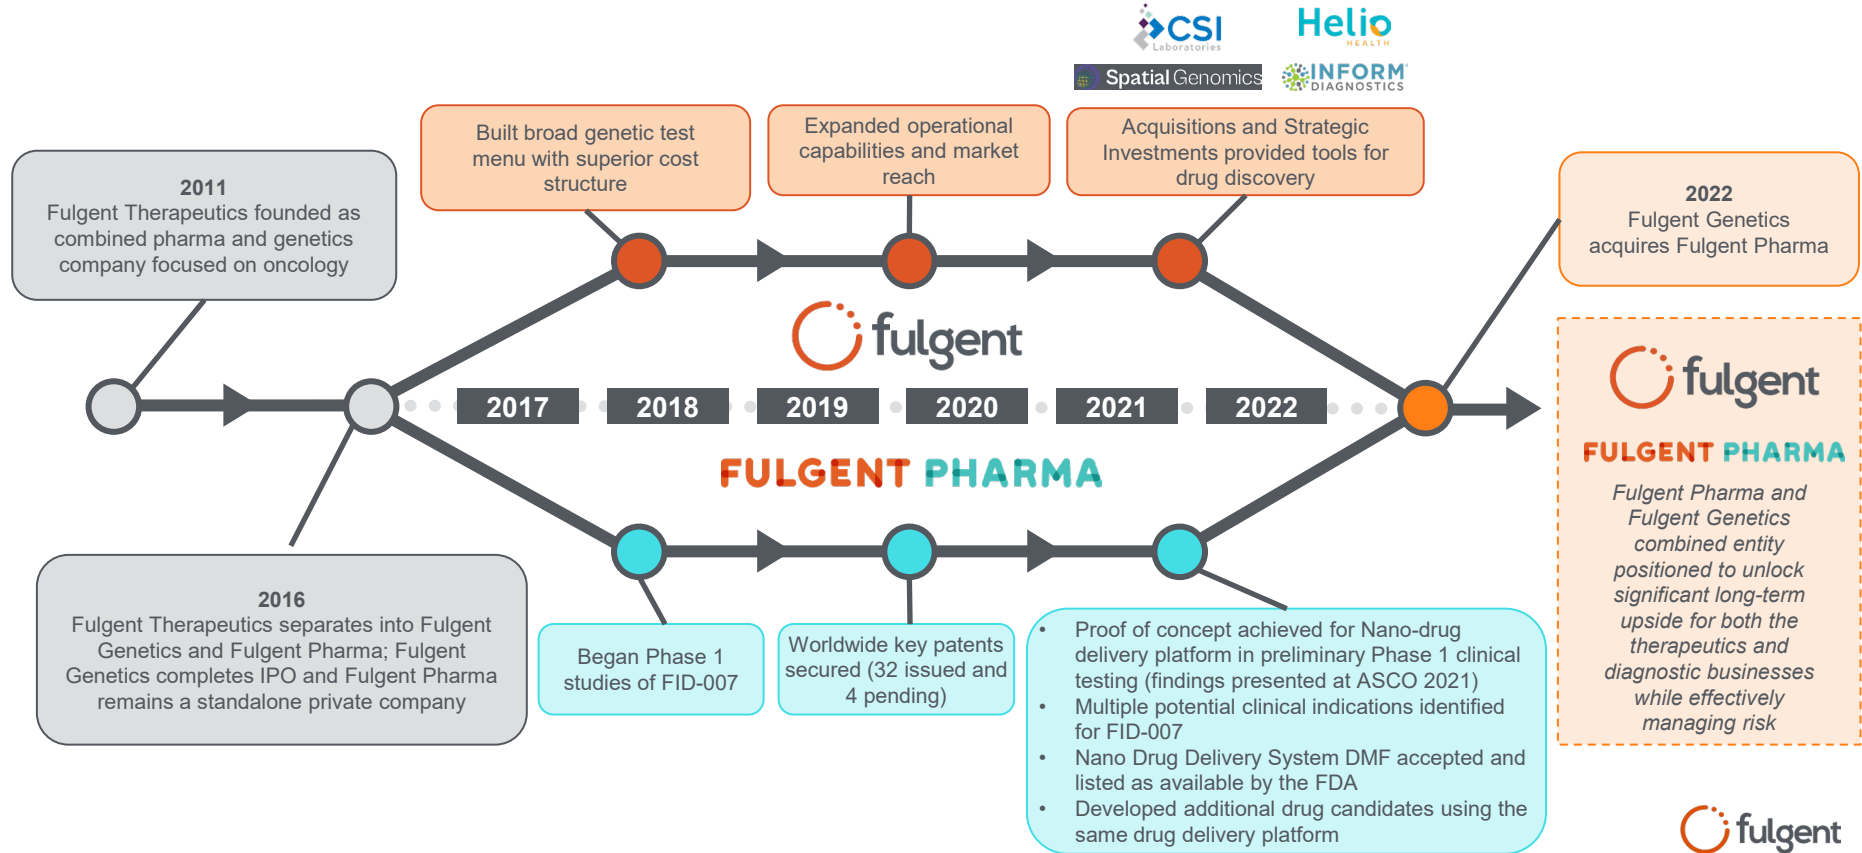 CSI
Laboratories
Helio
HEALTH
Spatial Genomics
INFORM
DIAGNOSTICS
2011
Fulgent Therapeutics founded as
combined pharma and genetics
company focused on oncology
Built broad genetic test
menu with superior cost
structure
Expanded operational
capabilities and market
reach
Acquisitions and Strategic
Investments provided tools for
drug discovery
2022
Fulgent Genetics
acquires Fulgent Pharma
fulgent
2017
2018
2019
2020
2021
2022
FULGENT PHARMA
2016
Fulgent Therapeutics separates into Fulgent
Genetics and Fulgent Pharma; Fulgent
Genetics completes IPO and Fulgent Pharma
remains a standalone private company
Began Phase 1
studies of FID-007
Worldwide key patents
secured (32 issued and
4 pending)
• Proof of concept achieved for Nano-drug
delivery platform in preliminary Phase 1 clinical
testing (findings presented at ASCO 2021)
• Multiple potential clinical indications identified
for FID-007
• Nano Drug Delivery System DMF accepted and
listed as available by the FDA
• Developed additional drug candidates using the
same drug delivery platform
fulgent
FULGENT PHARMA
Fulgent Pharma and
Fulgent Genetics
combined entity
positioned to unlock
significant long-term
upside for both the
therapeutics and
diagnostic businesses
while effectively
managing risk
fulgent